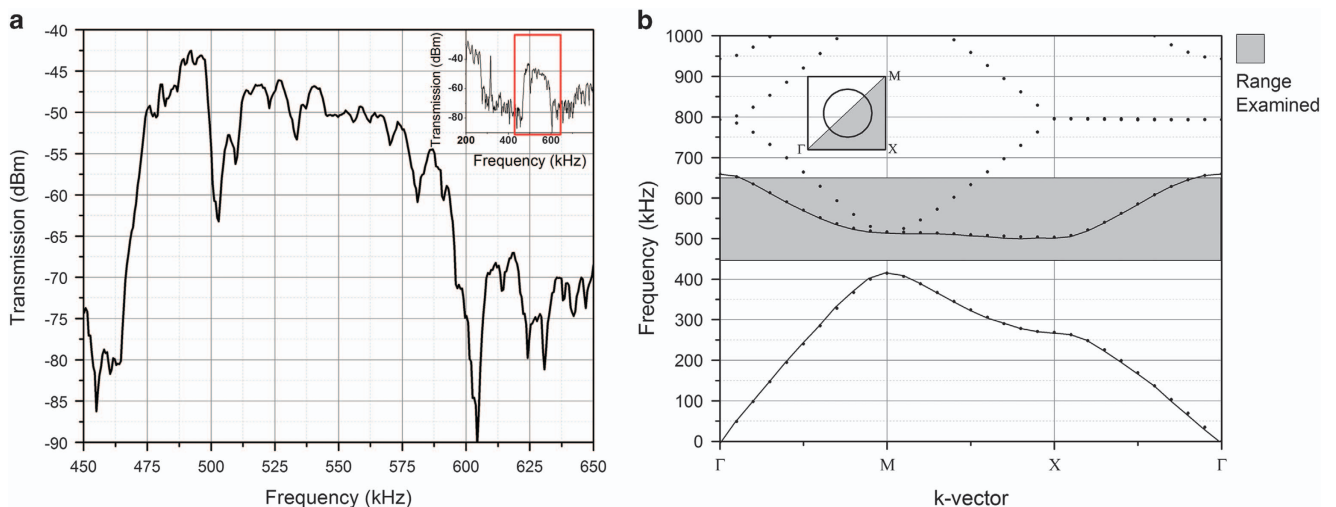 a
Transmission (dBm)
-40
-45
-50
-55
-60
-65
-70
-75
-80
-85
-90
450
475
500
525
550
575
600
625
650
Frequency (kHz)
Transmission (dBm)
-40
-60
-80
200
400
600
Frequency (kHz)
b
Frequency (kHz)
1000
900
800
700
600
500
400
300
200
100
0
Γ
M
X
Γ
k-vector
M
Γ
X
Range
Examined